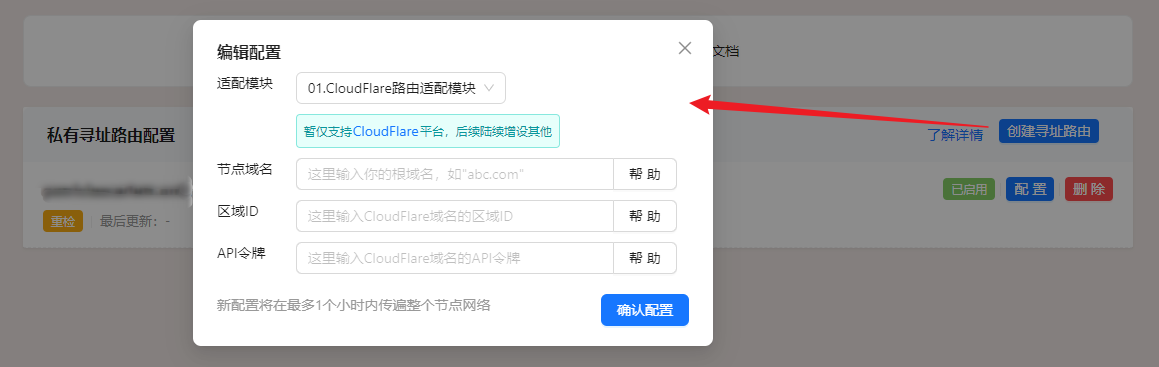 编辑配置
文档
适配模块
01.CloudFlare路由适配模块
暂仅支持CloudFlare平台，后续陆续增设其他
私有寻址路由配置
了解详情
创建寻址路由
节点域名
这里输入你的根域名，如"abc.com"
帮 助
已启用
配 置
删 除
区域ID
这里输入CloudFlare域名的区域ID
帮 助
重检
最后更新：-
API令牌
这里输入CloudFlare域名的API令牌
帮 助
新配置将在最多1个小时内传遍整个节点网络
确认配置